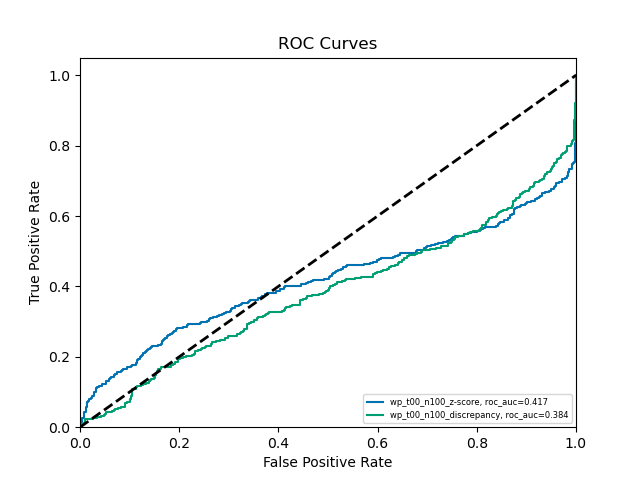 ROC Curves
True Positive Rate
1.0
0.8
0.6
0.4
0.2
0.0
0.0 0.2 0.4 0.6 0.8 1.0
False Positive Rate
wp_t00_n100_z-score, roc_auc=0.417
wp_t00_n100_discrepancy, roc_auc=0.384